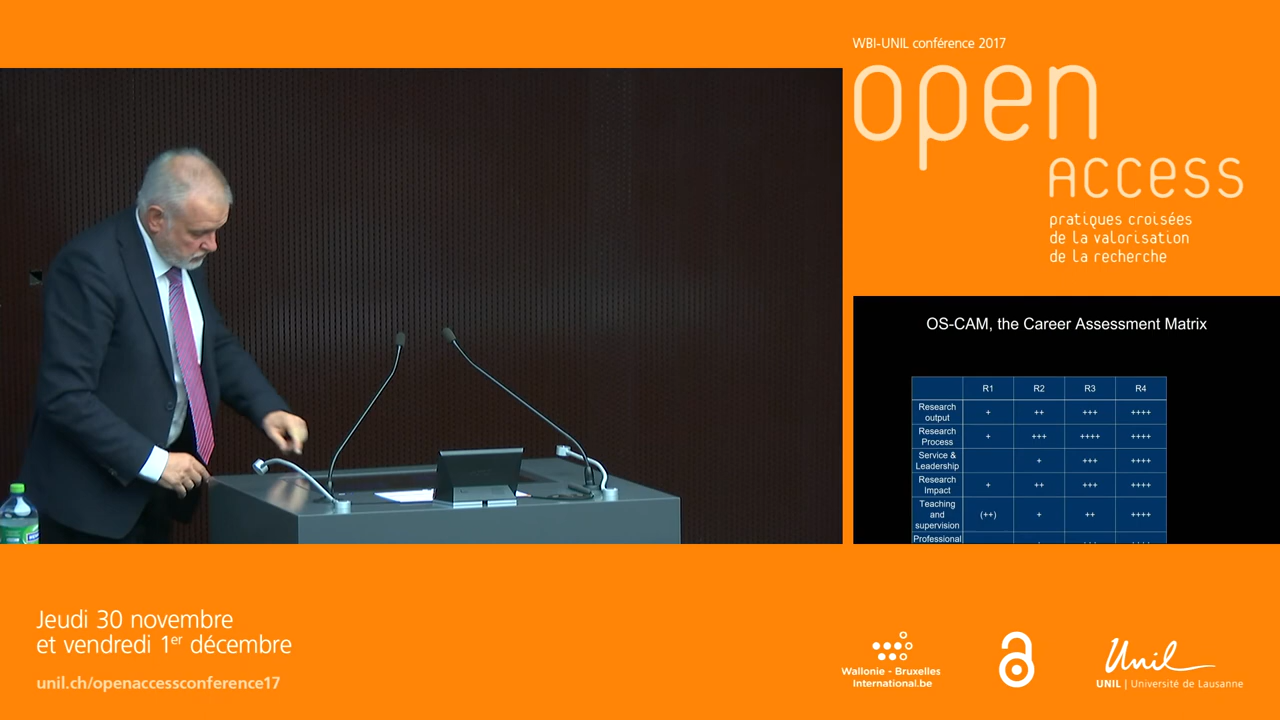 WBI-UNIL conférence 2017
open
access
pratiques croisées
de la valorisation
de la recherche
OS-CAM, the Career Assessment Matrix
R1 R2 R3 R4
Research output + ++ +++ ++++
Research Process + +++ ++++ ++++
Service & Leadership + +++ ++++
Research Impact + ++ +++ ++++
Teaching and supervision (++) + ++ ++++
Professional
Jeudi 30 novembre
et vendredi 1er décembre
unil.ch/openaccessconference17
Wallonie - Bruxelles
International.be
Unil
UNIL | Université de Lausanne